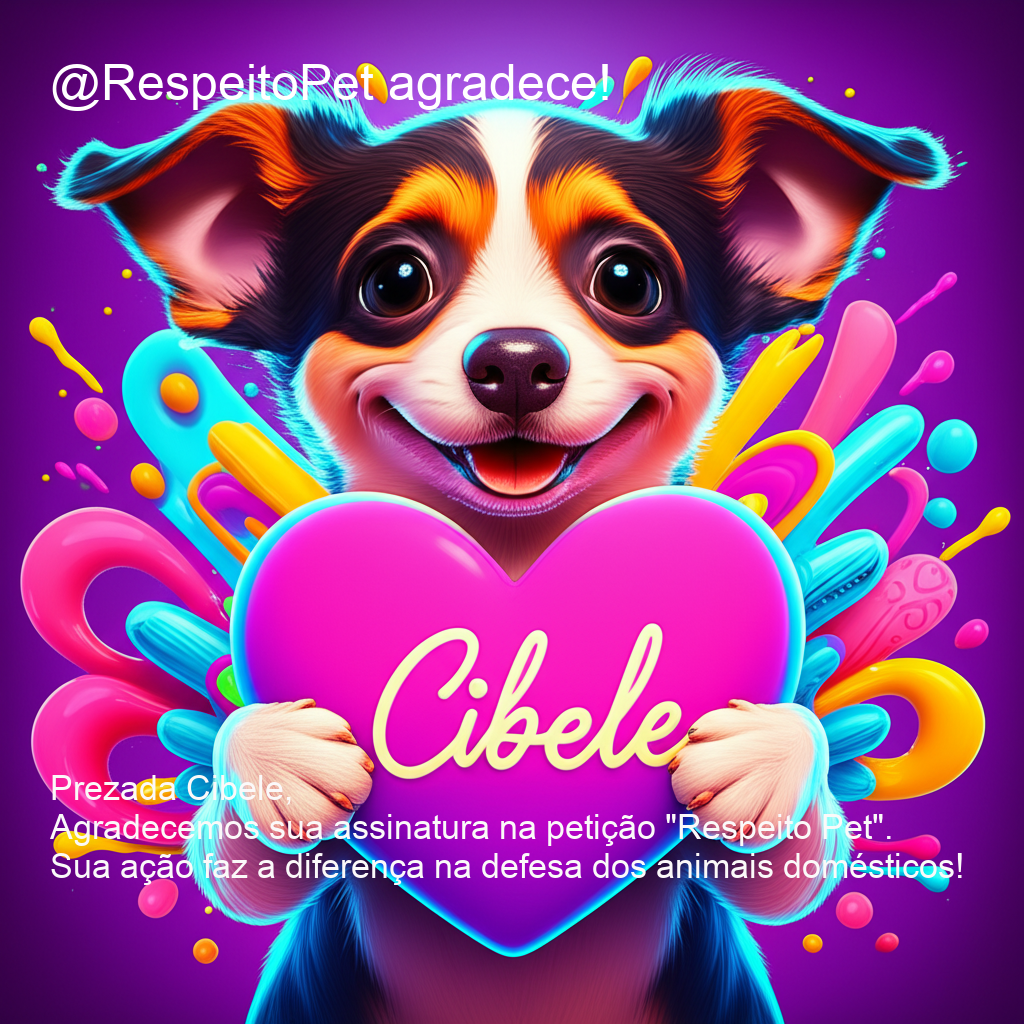 @RespeitoPet agradece!
Cibele
Prezada Cibele,
Agradecemos sua assinatura na petição "Respeito Pet".
Sua ação faz a diferença na defesa dos animais domésticos!